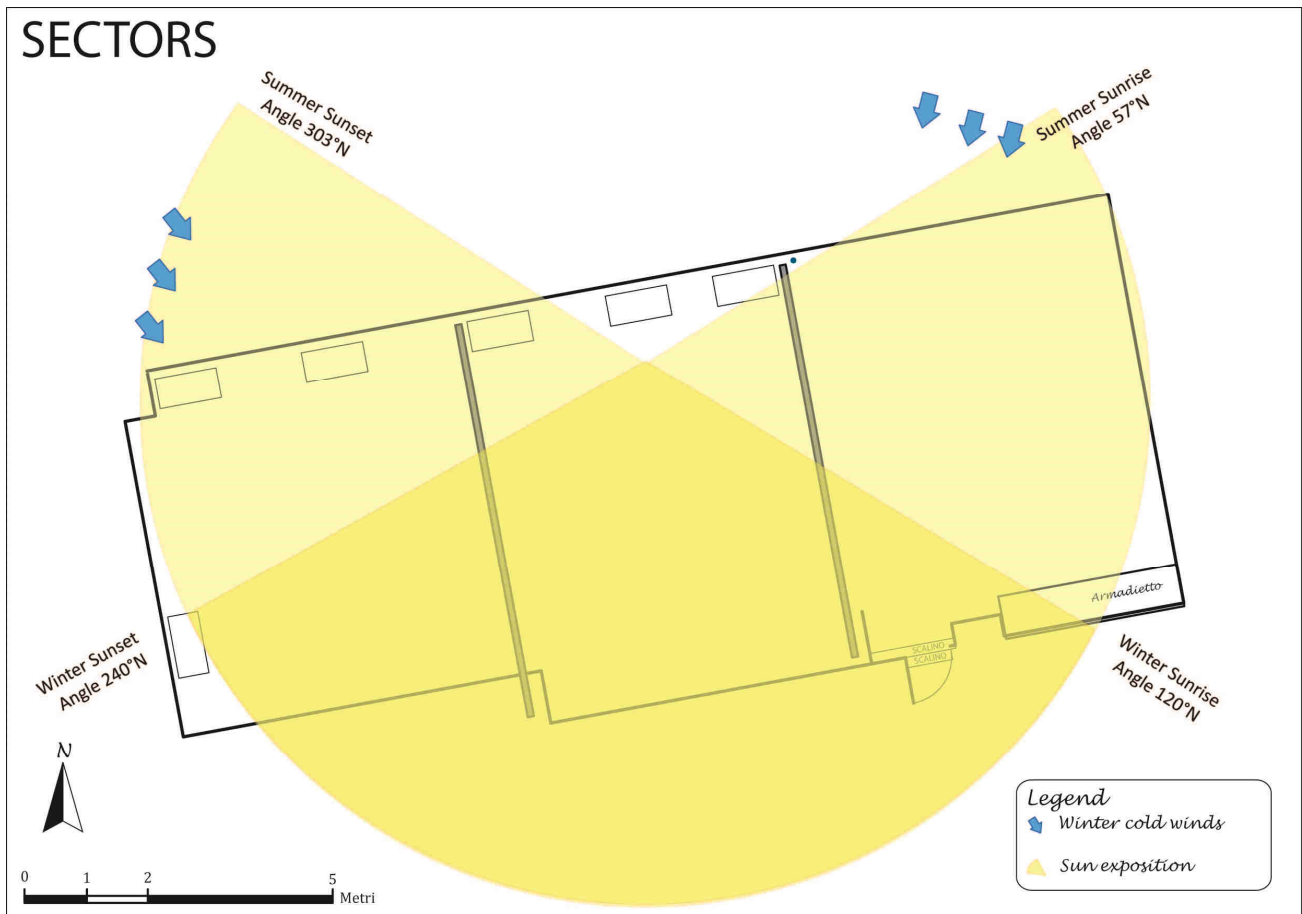 SECTORS
Summer Sunset
Angle 303°N
Summer Sunrise
Angle 57°N
Armadietto
SCALINO
SCALINO
Winter Sunset
Angle 240°N
Winter Sunrise
Angle 120°N
N
0 1 2 5
Metri
Legend
Winter cold winds
Sun exposition